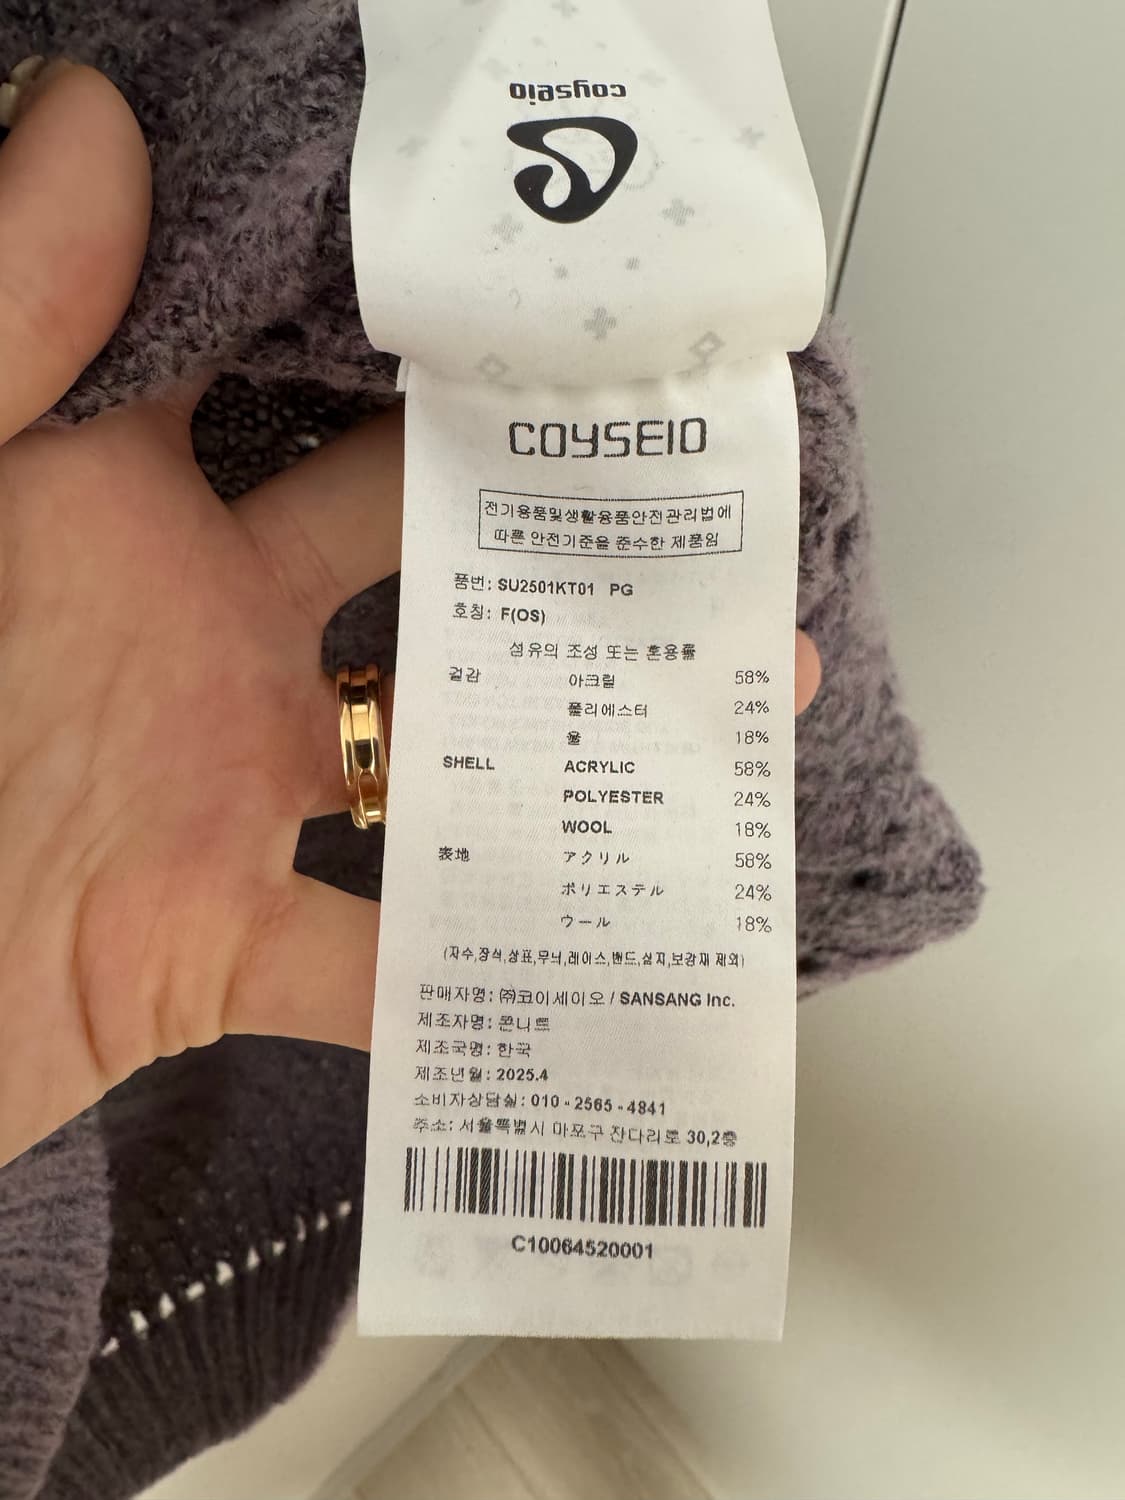 coyseio
COYSEIO
전기용품및생활용품안전관리법에
따른 안전기준을 준수한 제품임
품번: SU2501KT01 PG
호칭: F(OS)
섬유의 조성 또는 혼용률
겉감 아크릴 58%
폴리에스터 24%
울 18%
SHELL ACRYLIC 58%
POLYESTER 24%
WOOL 18%
表地 アクリル 58%
ポリエステル 24%
ウール 18%
(자수,장식,상표,무늬,레이스,밴드,심지,보강재 제외)
판매자명: ㈜코이세이오 / SANSANG Inc.
제조자명: 콘니트
제조국명: 한국
제조년월: 2025.4
소비자상담실: 010-2565-4841
주소: 서울특별시 마포구 잔다리로 30,2층
C10064520001